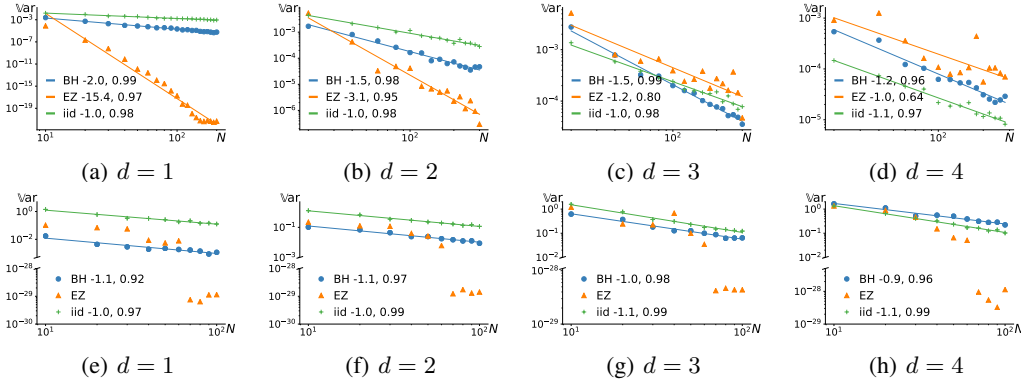 𝕍ar
10⁻³
10⁻⁷
10⁻¹¹
10⁻¹⁵
10⁻¹⁹
BH -2.0, 0.99
EZ -15.4, 0.97
iid -1.0, 0.98
10¹
10²
N
(a) d = 1
𝕍ar
10⁻²
10⁻⁴
10⁻⁶
BH -1.5, 0.98
EZ -3.1, 0.95
iid -1.0, 0.98
10²
N
(b) d = 2
𝕍ar
10⁻³
10⁻⁴
BH -1.5, 0.99
EZ -1.2, 0.80
iid -1.0, 0.98
10²
N
(c) d = 3
𝕍ar
10⁻³
10⁻⁴
10⁻⁵
BH -1.2, 0.96
EZ -1.0, 0.64
iid -1.1, 0.97
10²
N
(d) d = 4
𝕍ar
10⁰
10⁻²
10⁻²⁸
10⁻²⁹
10⁻³⁰
BH -1.1, 0.92
EZ
iid -1.0, 0.97
10¹
10² N
(e) d = 1
𝕍ar
10⁻¹
10⁻³
10⁻²⁸
10⁻²⁹
10⁻³⁰
BH -1.1, 0.97
EZ
iid -1.0, 0.99
10¹
10² N
(f) d = 2
𝕍ar
10⁰
10⁻¹
10⁻²
10⁻²⁸
10⁻²⁹
BH -1.0, 0.98
EZ
iid -1.1, 0.99
10¹
10² N
(g) d = 3
𝕍ar
10⁰
10⁻¹
10⁻²
10⁻²⁸
10⁻²⁹
BH -0.9, 0.96
EZ
iid -1.1, 0.99
10¹
10² N
(h) d = 4